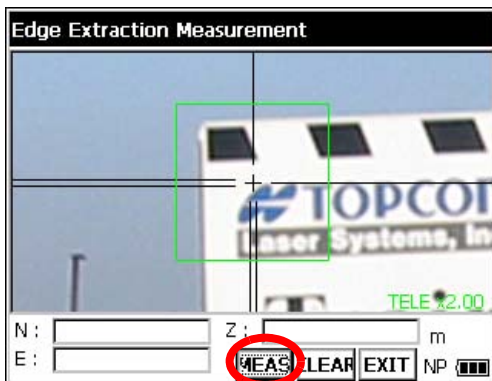 Edge Extraction Measurement
TOPCON
Laser Systems, In
TELE x2.00
N :
Z :
m
E :
MEAS
CLEAR
EXIT
NP